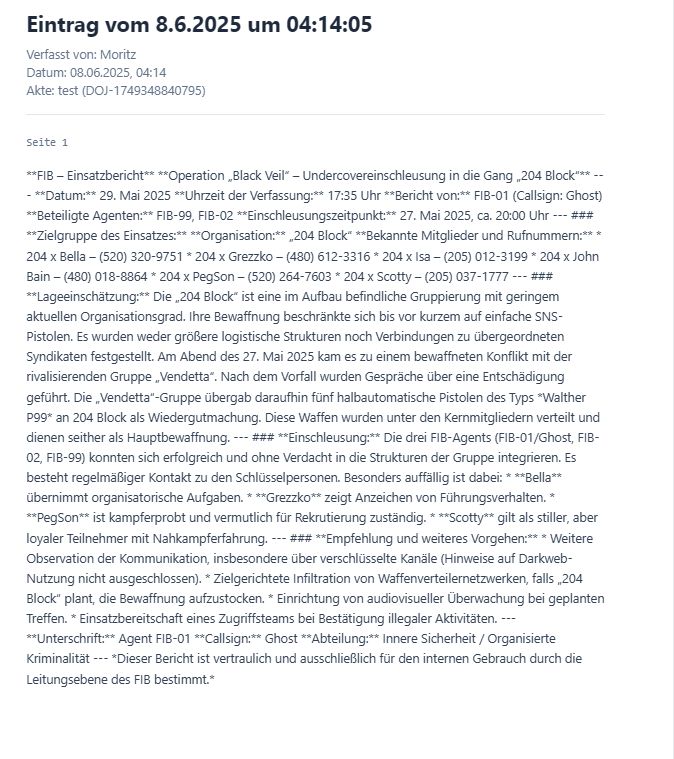 Eintrag vom 8.6.2025 um 04:14:05
Verfasst von: Moritz
Datum: 08.06.2025, 04:14
Akte: test (DOJ-1749348840795)
Seite 1
**FIB – Einsatzbericht** **Operation „Black Veil“ – Undercovereinschleusung in die Gang „204 Block“** --
- **Datum:** 29. Mai 2025 **Uhrzeit der Verfassung:** 17:35 Uhr **Bericht von:** FIB-01 (Callsign: Ghost)
**Beteiligte Agenten:** FIB-99, FIB-02 **Einschleusungszeitpunkt:** 27. Mai 2025, ca. 20:00 Uhr --- ###
**Zielgruppe des Einsatzes:** **Organisation:** „204 Block“ **Bekannte Mitglieder und Rufnummern:** *
204 x Bella – (520) 320-9751 * 204 x Grezzko – (480) 612-3316 * 204 x Isa – (205) 012-3199 * 204 x John
Bain – (480) 018-8864 * 204 x PegSon – (520) 264-7603 * 204 x Scotty – (205) 037-1777 --- ###
**Lageeinschätzung:** Die „204 Block“ ist eine im Aufbau befindliche Gruppierung mit geringem
aktuellen Organisationsgrad. Ihre Bewaffnung beschränkte sich bis vor kurzem auf einfache SNS-
Pistolen. Es wurden weder größere logistische Strukturen noch Verbindungen zu übergeordneten
Syndikaten festgestellt. Am Abend des 27. Mai 2025 kam es zu einem bewaffneten Konflikt mit der
rivalisierenden Gruppe „Vendetta“. Nach dem Vorfall wurden Gespräche über eine Entschädigung
geführt. Die „Vendetta“-Gruppe übergab daraufhin fünf halbautomatische Pistolen des Typs *Walther
P99* an 204 Block als Wiedergutmachung. Diese Waffen wurden unter den Kernmitgliedern verteilt und
dienen seither als Hauptbewaffnung. --- ### **Einschleusung:** Die drei FIB-Agents (FIB-01/Ghost, FIB-
02, FIB-99) konnten sich erfolgreich und ohne Verdacht in die Strukturen der Gruppe integrieren. Es
besteht regelmäßiger Kontakt zu den Schlüsselpersonen. Besonders auffällig ist dabei: * **Bella**
übernimmt organisatorische Aufgaben. * **Grezzko** zeigt Anzeichen von Führungsverhalten. *
**PegSon** ist kampferprobt und vermutlich für Rekrutierung zuständig. * **Scotty** gilt als stiller, aber
loyaler Teilnehmer mit Nahkampferfahrung. --- ### **Empfehlung und weiteres Vorgehen:** * Weitere
Observation der Kommunikation, insbesondere über verschlüsselte Kanäle (Hinweise auf Darkweb-
Nutzung nicht ausgeschlossen). * Zielgerichtete Infiltration von Waffenverteilernetzwerken, falls „204
Block“ plant, die Bewaffnung aufzustocken. * Einrichtung von audiovisueller Überwachung bei geplanten
Treffen. * Einsatzbereitschaft eines Zugriffsteams bei Bestätigung illegaler Aktivitäten. ---
**Unterschrift:** Agent FIB-01 **Callsign:** Ghost **Abteilung:** Innere Sicherheit / Organisierte
Kriminalität --- *Dieser Bericht ist vertraulich und ausschließlich für den internen Gebrauch durch die
Leitungsebene des FIB bestimmt.*